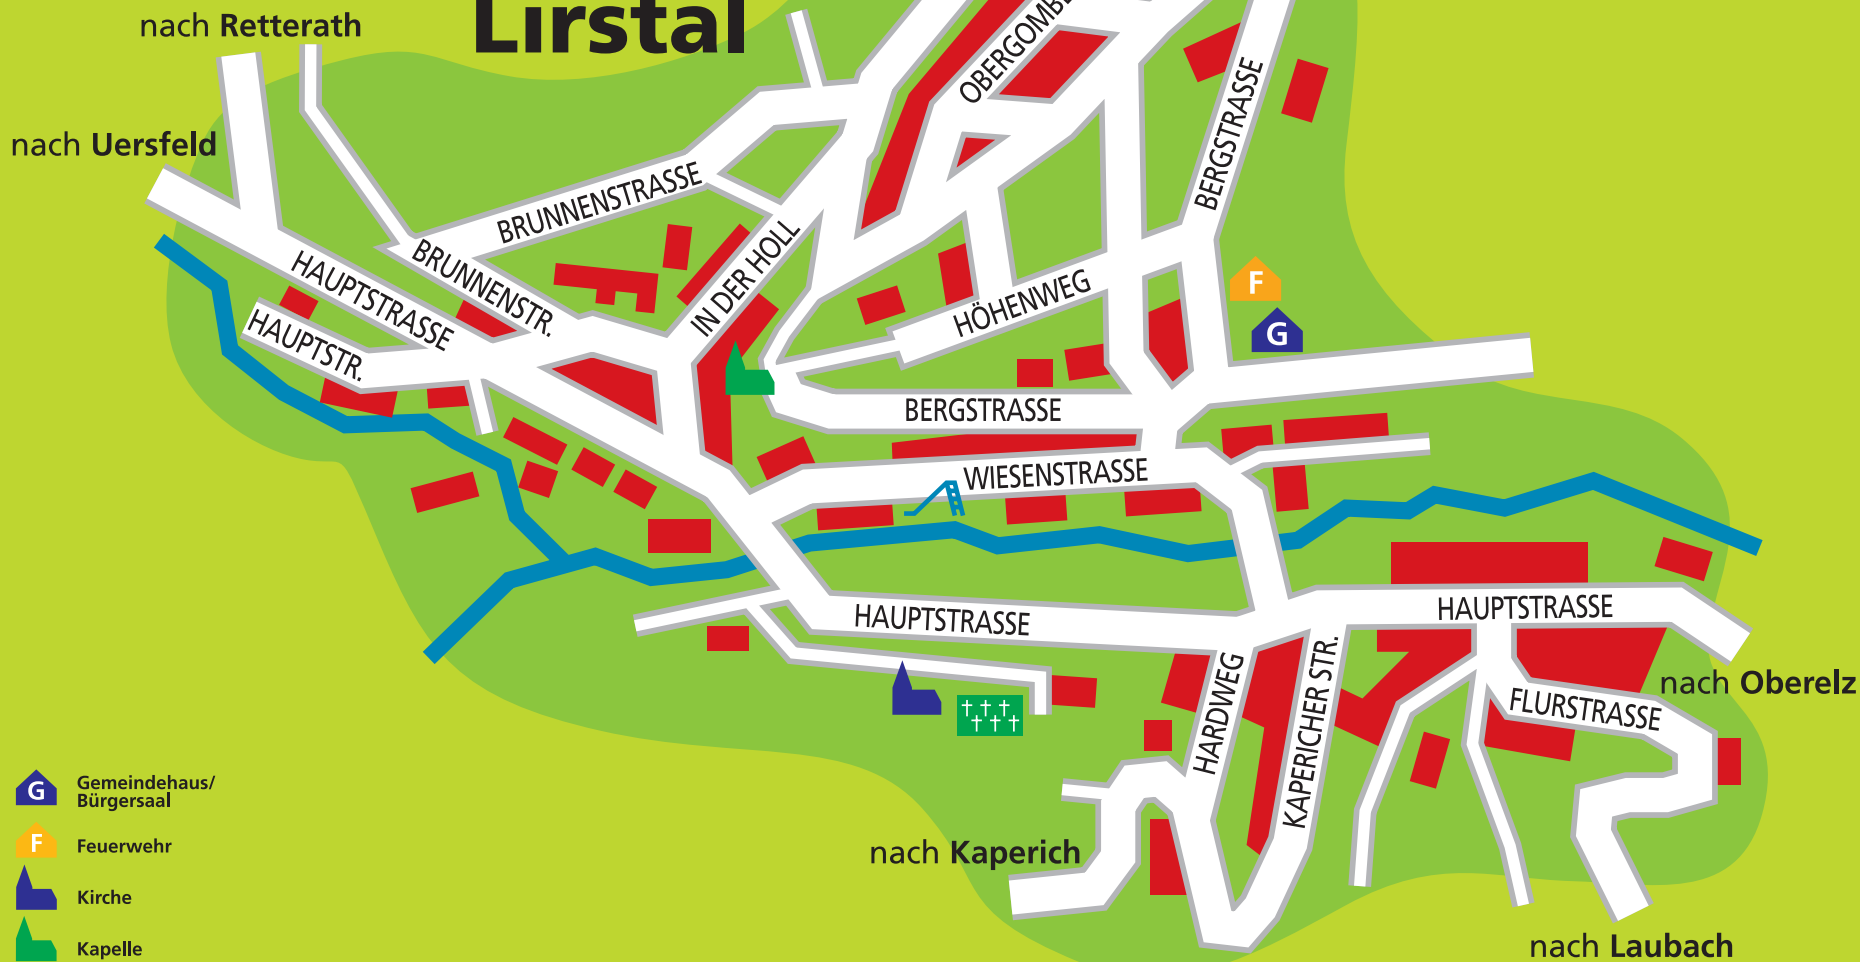 Lirstal
nach Retterath
nach Uersfeld
OBERGOMBE
BERGSTRASSE
BRUNNENSTRASSE
BRUNNENSTR.
HAUPTSTRASSE
HAUPTSTR.
IN DER HOLL
HÖHENWEG
F
G
BERGSTRASSE
WIESENSTRASSE
HAUPTSTRASSE
HAUPTSTRASSE
nach Oberelz
HARDWEG
KAPERICHER STR.
FLURSTRASSE
nach Kaperich
nach Laubach
G Gemeindehaus/
Bürgersaal
F Feuerwehr
Kirche
Kapelle